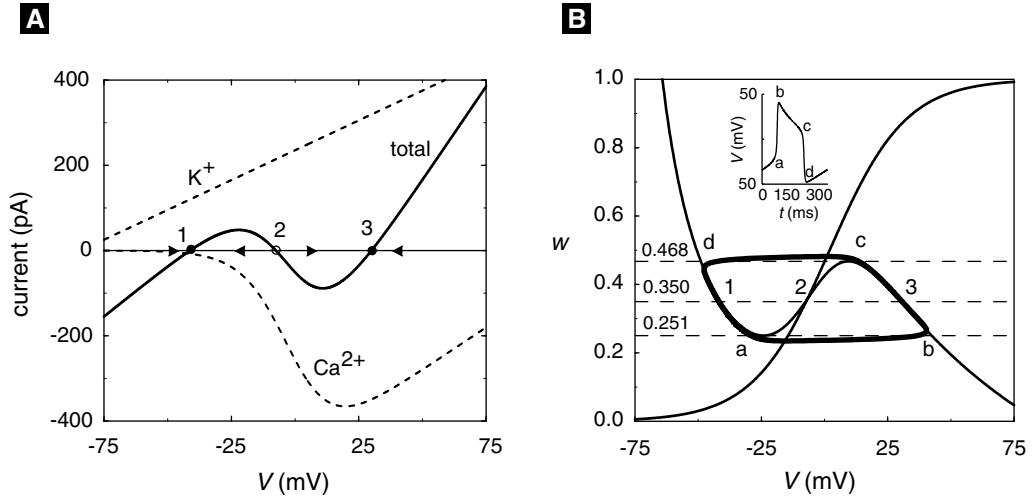 A
400
200
0
-200
-400
current (pA)
K+
total
1
2
3
Ca2+
-75
-25
25
75
V (mV)
B
1.0
0.8
0.6
0.4
0.2
0.0
w
50
V (mV)
50
b
a
c
d
0 150 300
t (ms)
0.468
0.350
0.251
d
c
1
2
3
a
b
-75
-25
25
75
V (mV)